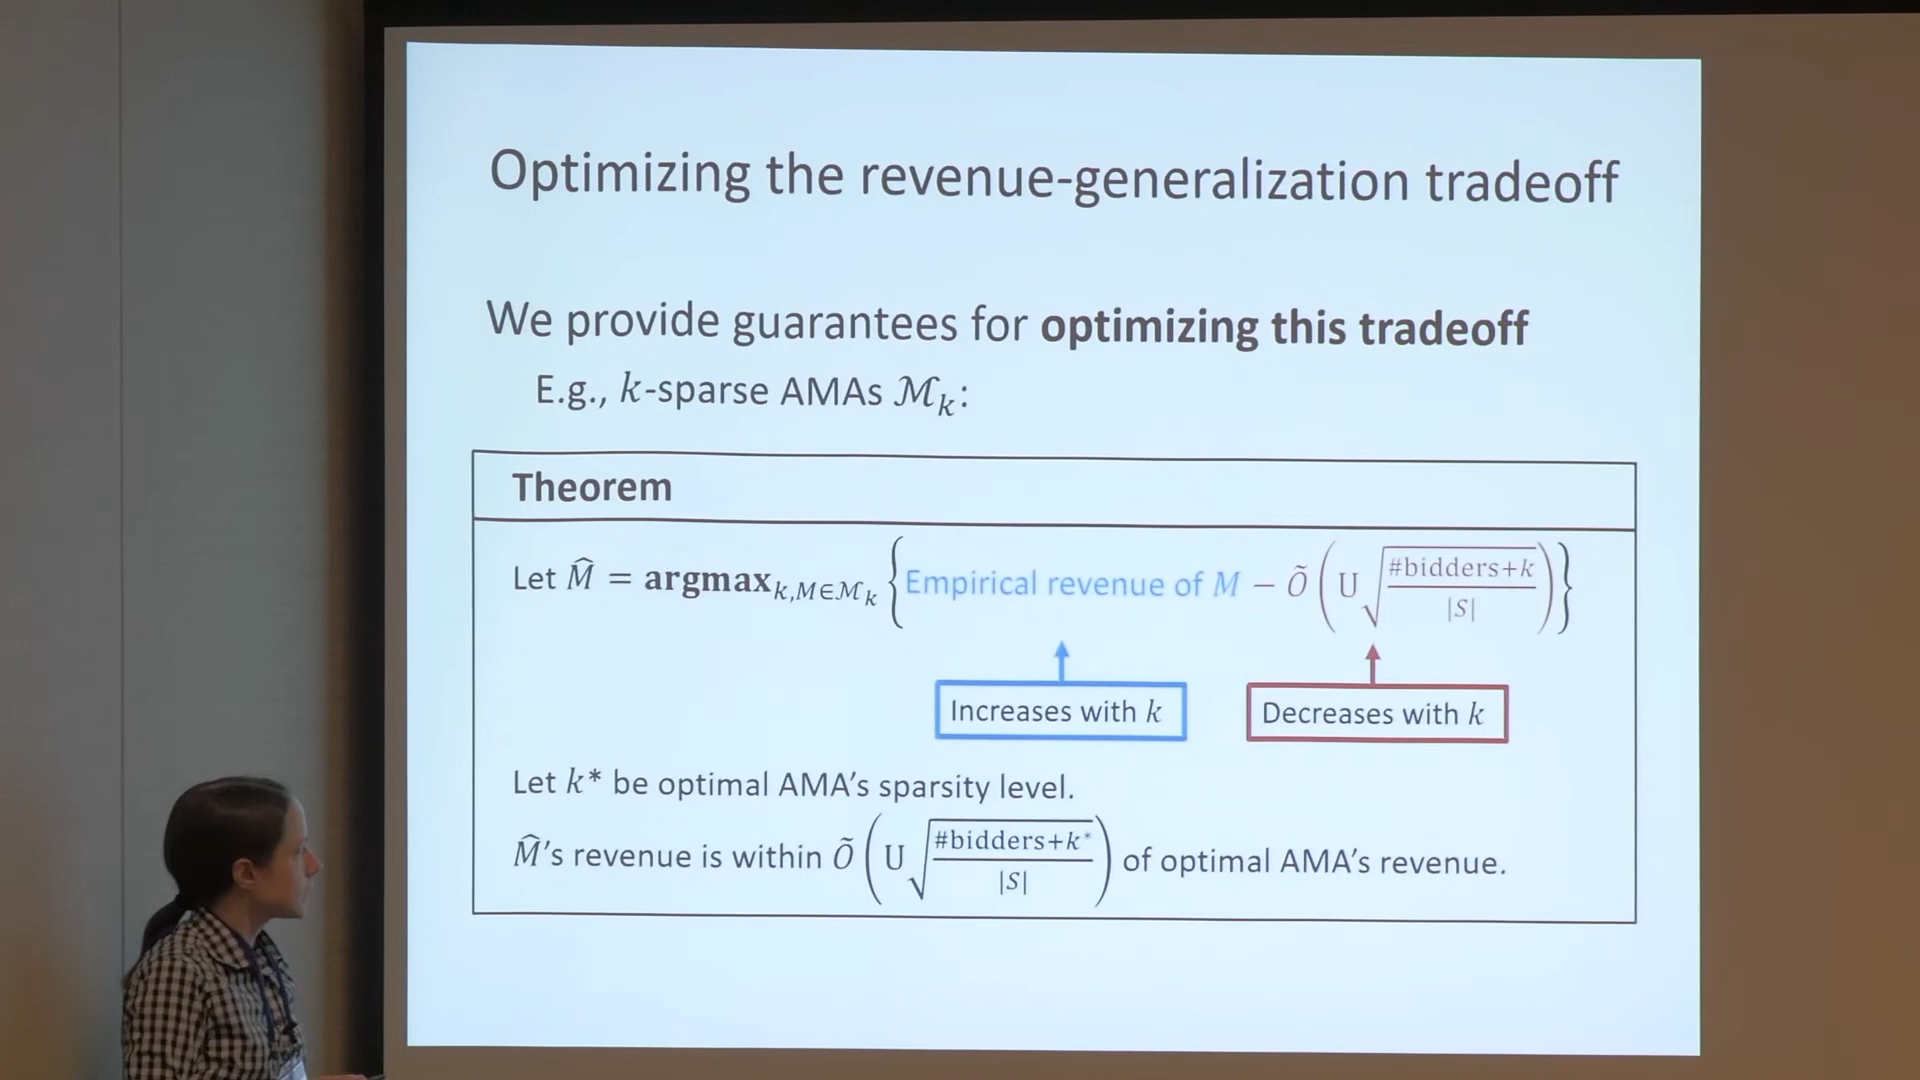 Optimizing the revenue-generalization tradeoff
We provide guarantees for optimizing this tradeoff
E.g., k-sparse AMAs ℳₖ:
Theorem
Let M̂ = argmax_{k,M∈ℳₖ} {Empirical revenue of M − Õ(U√(#bidders+k / |S|))}
Increases with k
Decreases with k
Let k* be optimal AMA’s sparsity level.
M̂’s revenue is within Õ(U√(#bidders+k* / |S|)) of optimal AMA’s revenue.